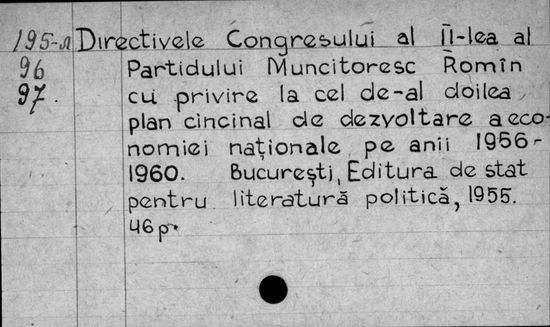 195-л Directivele Congresului al II-lea al
96 Partidului Muncitoresc Romîn
97. cu privire la cel de-al doilea
plan cincinal de dezvoltare a eco-
nomiei naționale pe anii 1956-
1960. București, Editura de stat
pentru literatură politică, 1955.
46 p.